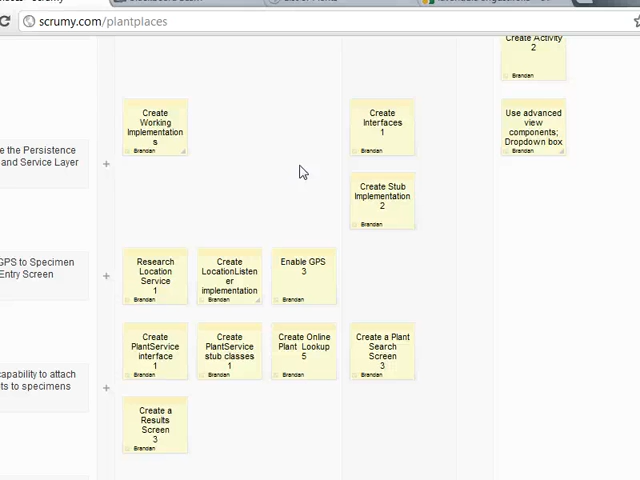 scrumy.com/plantplaces
Create Activity
2
Brandan
Create
Working
Implementation
s
Brandan
Create
Interfaces
1
Brandan
Use advanced
view
components;
Dropdown box
Brandan
e the Persistence
and Service Layer
+
Create Stub
Implementation
2
Brandan
GPS to Specimen
Entry Screen
+
Research
Location
Service
1
Brandan
Create
LocationListen
er
implementation
Brandan
Enable GPS
3
Brandan
Create
PlantService
interface
1
Brandan
Create
PlantService
stub classes
1
Brandan
Create Online
Plant Lookup
5
Brandan
Create a Plant
Search
Screen
3
Brandan
capability to attach
ts to specimens
+
Create a
Results
Screen
3
Brandan